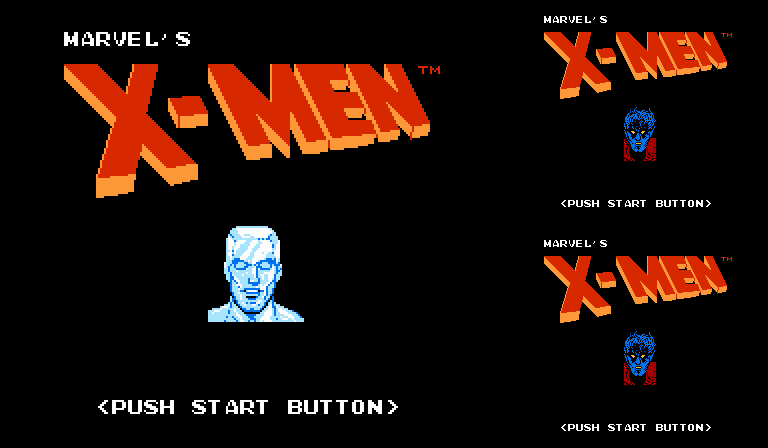 MARVEL'S
X-MEN™
<PUSH START BUTTON>
MARVEL'S
X-MEN™
<PUSH START BUTTON>
MARVEL'S
X-MEN™
<PUSH START BUTTON>